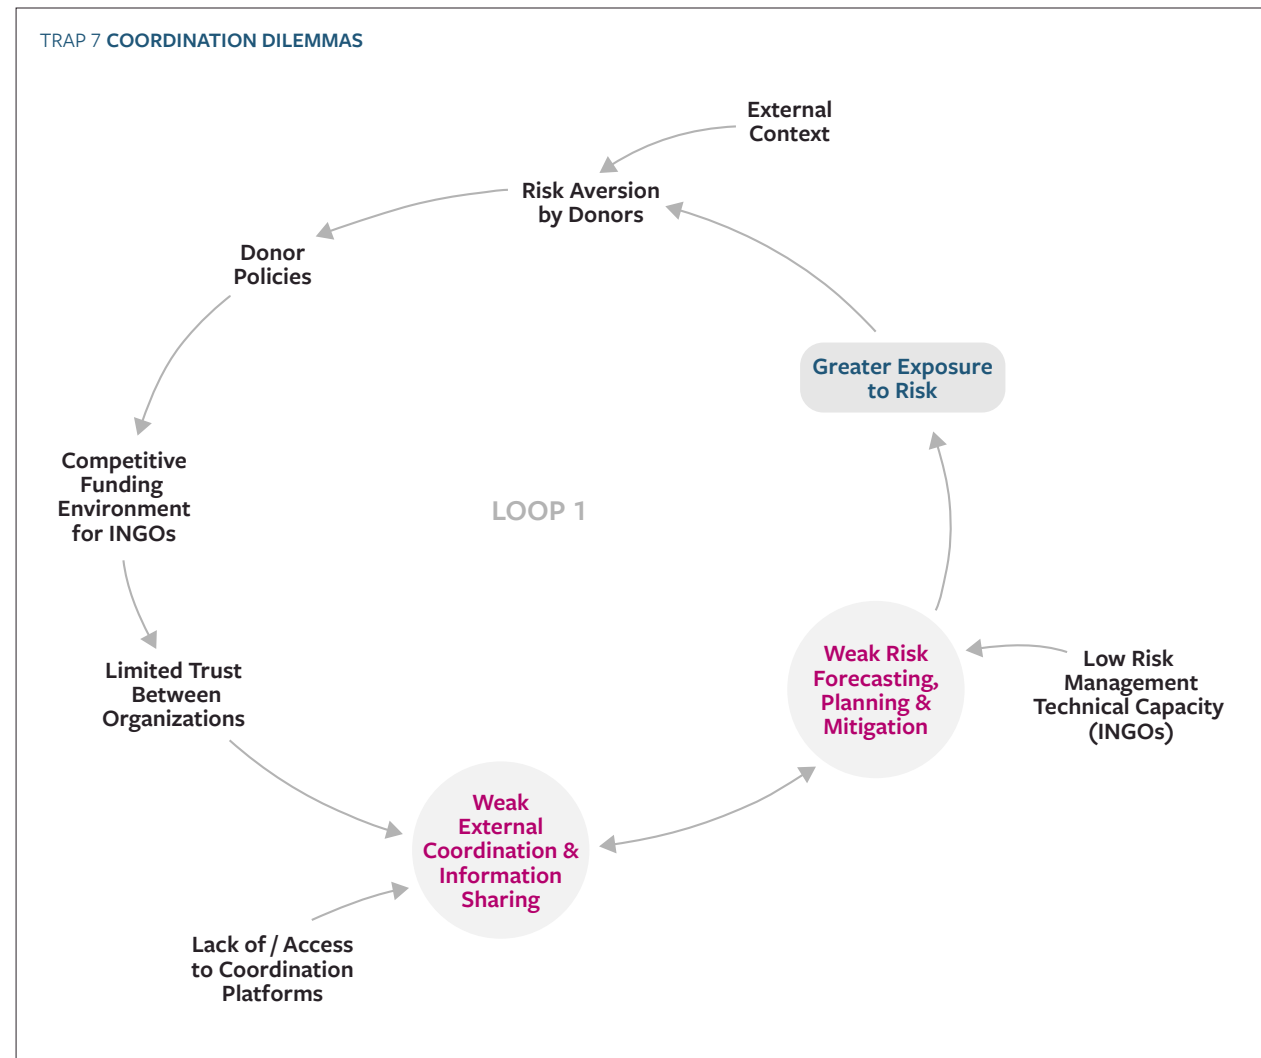 TRAP 7 COORDINATION DILEMMAS
External
Context
Risk Aversion
by Donors
Donor
Policies
Greater Exposure
to Risk
Competitive
Funding
Environment
for INGOs
LOOP 1
Limited Trust
Between
Organizations
Weak Risk
Forecasting,
Planning &
Mitigation
Low Risk
Management
Technical Capacity
(INGOs)
Weak
External
Coordination &
Information
Sharing
Lack of / Access
to Coordination
Platforms